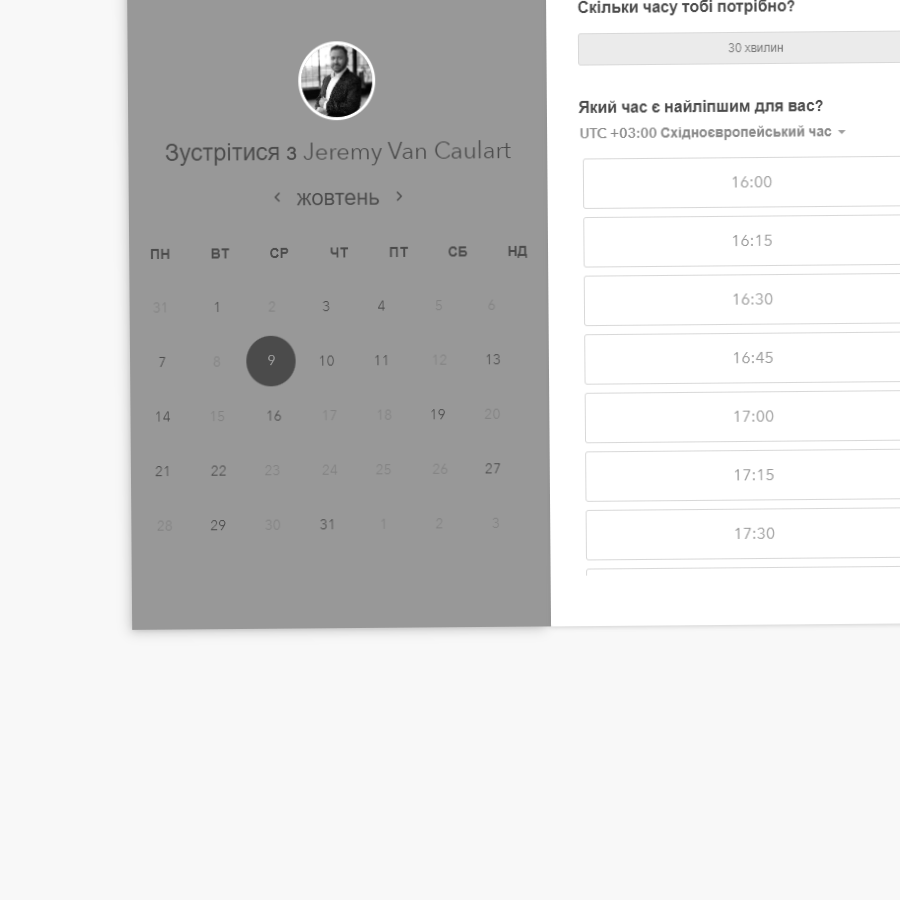 Зустрітися з Jeremy Van Caulart
‹ жовтень ›
ПН ВТ СР ЧТ ПТ СБ НД
31 1 2 3 4 5 6
7 8 9 10 11 12 13
14 15 16 17 18 19 20
21 22 23 24 25 26 27
28 29 30 31 1 2 3
Скільки часу тобі потрібно?
30 хвилин
Який час є найліпшим для вас?
UTC +03:00 Східноєвропейський час
16:00
16:15
16:30
16:45
17:00
17:15
17:30